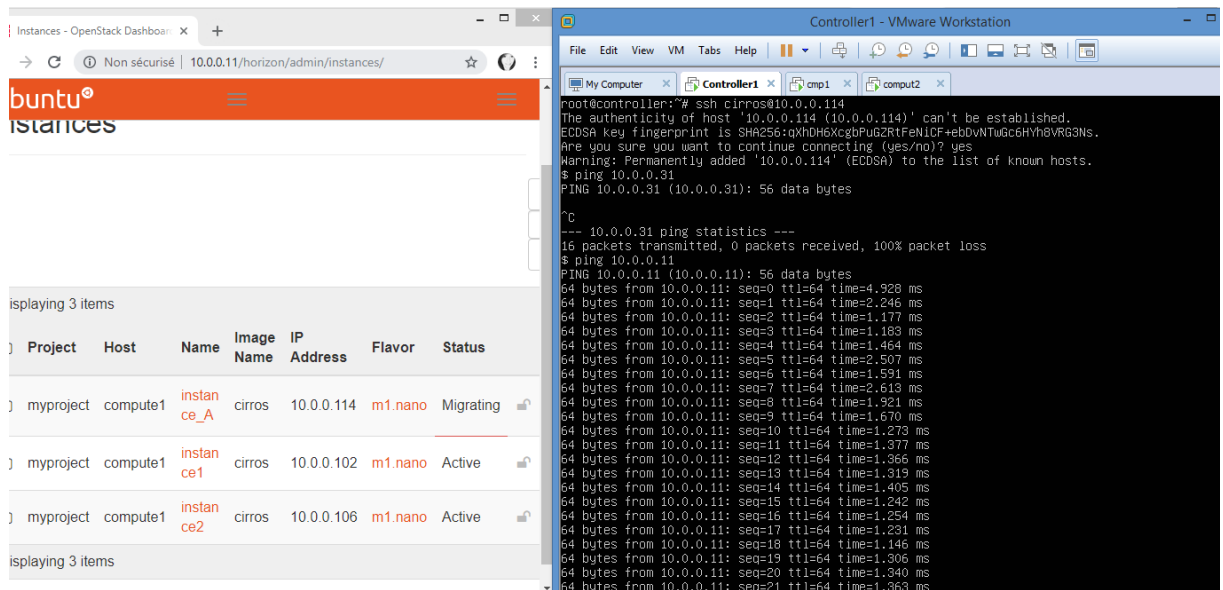 Instances - OpenStack Dashboar
Non sécurisé | 10.0.0.11/horizon/admin/instances/
buntu®
nstances
isplaying 3 items
Project Host Name Image Name IP Address Flavor Status
myproject compute1 instan ce_A cirros 10.0.0.114 m1.nano Migrating
myproject compute1 instan ce1 cirros 10.0.0.102 m1.nano Active
myproject compute1 instan ce2 cirros 10.0.0.106 m1.nano Active
isplaying 3 items
Controller1 - VMware Workstation
File Edit View VM Tabs Help
My Computer Controller1 cmp1 comput2
root@controller:~# ssh cirros@10.0.0.114
The authenticity of host '10.0.0.114 (10.0.0.114)' can't be established.
ECDSA key fingerprint is SHA256:qXhDH6XcgbPuGZRtFeNiCF+ebDvNTwGc6HYh8VRG3Ns.
Are you sure you want to continue connecting (yes/no)? yes
Warning: Permanently added '10.0.0.114' (ECDSA) to the list of known hosts.
$ ping 10.0.0.31
PING 10.0.0.31 (10.0.0.31): 56 data bytes
^C
--- 10.0.0.31 ping statistics ---
16 packets transmitted, 0 packets received, 100% packet loss
$ ping 10.0.0.11
PING 10.0.0.11 (10.0.0.11): 56 data bytes
64 bytes from 10.0.0.11: seq=0 ttl=64 time=4.928 ms
64 bytes from 10.0.0.11: seq=1 ttl=64 time=2.246 ms
64 bytes from 10.0.0.11: seq=2 ttl=64 time=1.177 ms
64 bytes from 10.0.0.11: seq=3 ttl=64 time=1.183 ms
64 bytes from 10.0.0.11: seq=4 ttl=64 time=1.464 ms
64 bytes from 10.0.0.11: seq=5 ttl=64 time=2.507 ms
64 bytes from 10.0.0.11: seq=6 ttl=64 time=1.591 ms
64 bytes from 10.0.0.11: seq=7 ttl=64 time=2.613 ms
64 bytes from 10.0.0.11: seq=8 ttl=64 time=1.921 ms
64 bytes from 10.0.0.11: seq=9 ttl=64 time=1.670 ms
64 bytes from 10.0.0.11: seq=10 ttl=64 time=1.273 ms
64 bytes from 10.0.0.11: seq=11 ttl=64 time=1.377 ms
64 bytes from 10.0.0.11: seq=12 ttl=64 time=1.366 ms
64 bytes from 10.0.0.11: seq=13 ttl=64 time=1.319 ms
64 bytes from 10.0.0.11: seq=14 ttl=64 time=1.405 ms
64 bytes from 10.0.0.11: seq=15 ttl=64 time=1.242 ms
64 bytes from 10.0.0.11: seq=16 ttl=64 time=1.254 ms
64 bytes from 10.0.0.11: seq=17 ttl=64 time=1.231 ms
64 bytes from 10.0.0.11: seq=18 ttl=64 time=1.146 ms
64 bytes from 10.0.0.11: seq=19 ttl=64 time=1.306 ms
64 bytes from 10.0.0.11: seq=20 ttl=64 time=1.340 ms
64 bytes from 10.0.0.11: seq=21 ttl=64 time=1.363 ms